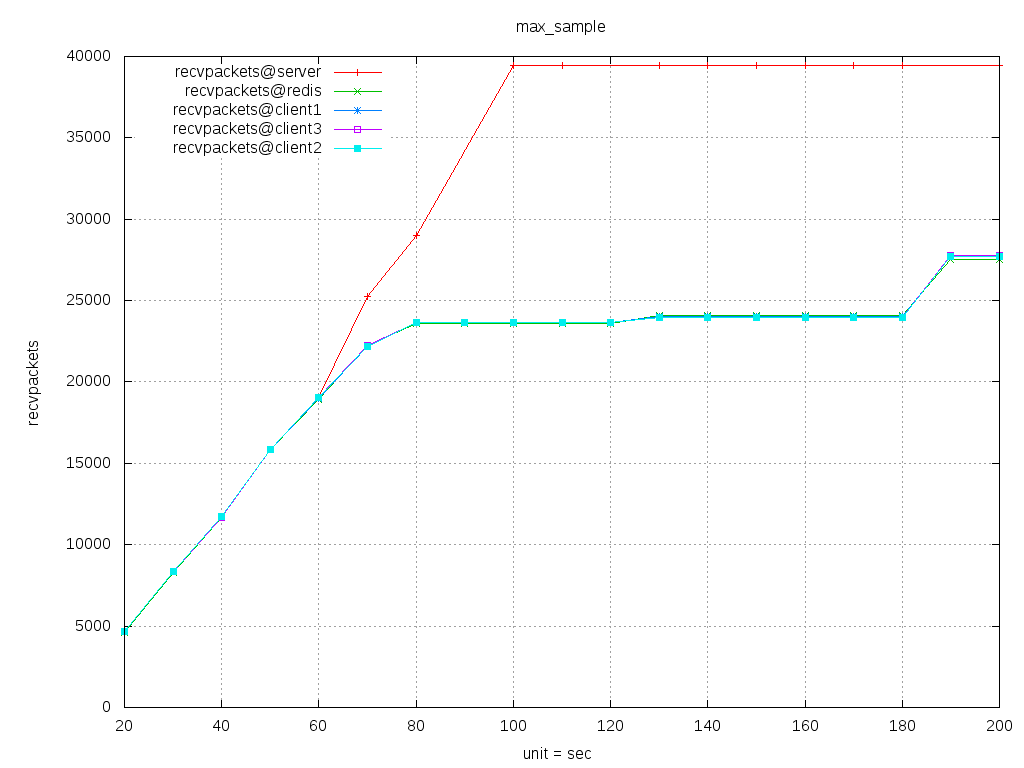 max_sample
40000
35000
30000
25000
20000
15000
10000
5000
0
recvpackets
recvpackets@server
recvpackets@redis
recvpackets@client1
recvpackets@client3
recvpackets@client2
20 40 60 80 100 120 140 160 180 200
unit = sec